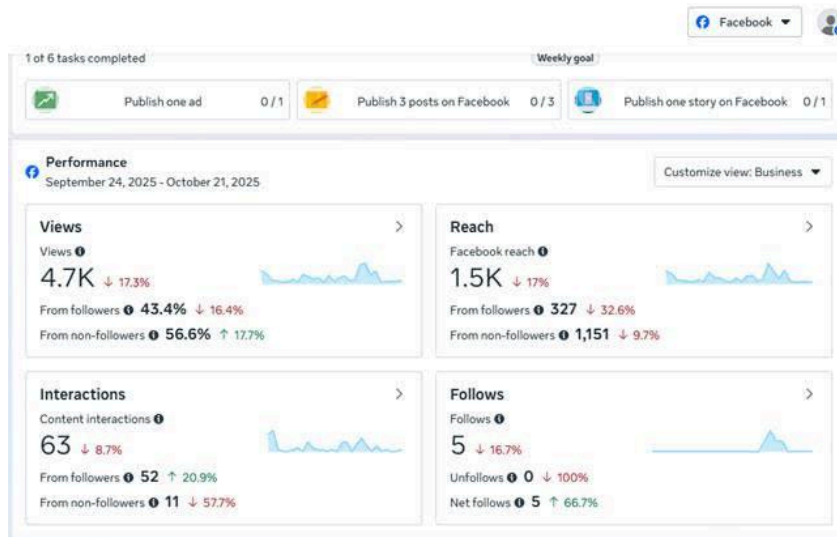 Facebook
1 of 6 tasks completed
Weekly goal
Publish one ad 0/1
Publish 3 posts on Facebook 0/3
Publish one story on Facebook 0/1
Performance
September 24, 2025 - October 21, 2025
Customize view: Business
Views
Views
4.7K ↓ 17.3%
From followers 43.4% ↓ 16.4%
From non-followers 56.6% ↑ 17.7%
Reach
Facebook reach
1.5K ↓ 17%
From followers 327 ↓ 32.6%
From non-followers 1,151 ↓ 9.7%
Interactions
Content interactions
63 ↓ 8.7%
From followers 52 ↑ 20.9%
From non-followers 11 ↓ 57.7%
Follows
Follows
5 ↓ 16.7%
Unfollows 0 ↓ 100%
Net follows 5 ↑ 66.7%